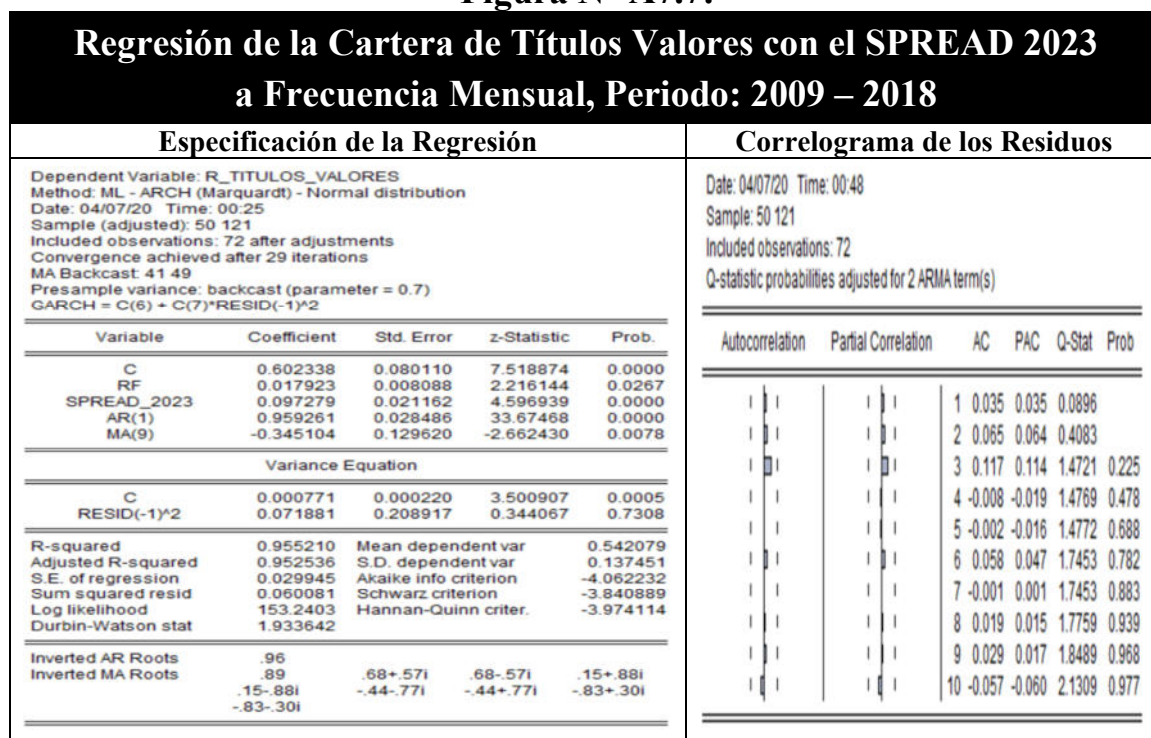 Regresión de la Cartera de Títulos Valores con el SPREAD 2023
a Frecuencia Mensual, Periodo: 2009 – 2018
Especificación de la Regresión
Dependent Variable: R_TITULOS_VALORES
Method: ML - ARCH (Marquardt) - Normal distribution
Date: 04/07/20 Time: 00:25
Sample (adjusted): 50 121
Included observations: 72 after adjustments
Convergence achieved after 29 iterations
MA Backcast: 41 49
Presample variance: backcast (parameter = 0.7)
GARCH = C(6) + C(7)*RESID(-1)^2
Variable Coefficient Std. Error z-Statistic Prob.
C 0.602338 0.080110 7.518874 0.0000
RF 0.017923 0.008088 2.216144 0.0267
SPREAD_2023 0.097279 0.021162 4.596939 0.0000
AR(1) 0.959261 0.028486 33.67468 0.0000
MA(9) -0.345104 0.129620 -2.662430 0.0078
Variance Equation
C 0.000771 0.000220 3.500907 0.0005
RESID(-1)^2 0.071881 0.208917 0.344067 0.7308
R-squared 0.955210 Mean dependent var 0.542079
Adjusted R-squared 0.952536 S.D. dependent var 0.137451
S.E. of regression 0.029945 Akaike info criterion -4.062232
Sum squared resid 0.060081 Schwarz criterion -3.840889
Log likelihood 153.2403 Hannan-Quinn criter. -3.974114
Durbin-Watson stat 1.933642
Inverted AR Roots .96
Inverted MA Roots .89 .68+.57i .68-.57i .15+.88i
.15-.88i -.44-.77i -.44+.77i -.83+.30i
-.83-.30i
Correlograma de los Residuos
Date: 04/07/20 Time: 00:48
Sample: 50 121
Included observations: 72
Q-statistic probabilities adjusted for 2 ARMA term(s)
Autocorrelation Partial Correlation AC PAC Q-Stat Prob
1 0.035 0.035 0.0896
2 0.065 0.064 0.4083
3 0.117 0.114 1.4721 0.225
4 -0.008 -0.019 1.4769 0.478
5 -0.002 -0.016 1.4772 0.688
6 0.058 0.047 1.7453 0.782
7 -0.001 0.001 1.7453 0.883
8 0.019 0.015 1.7759 0.939
9 0.029 0.017 1.8489 0.968
10 -0.057 -0.060 2.1309 0.977